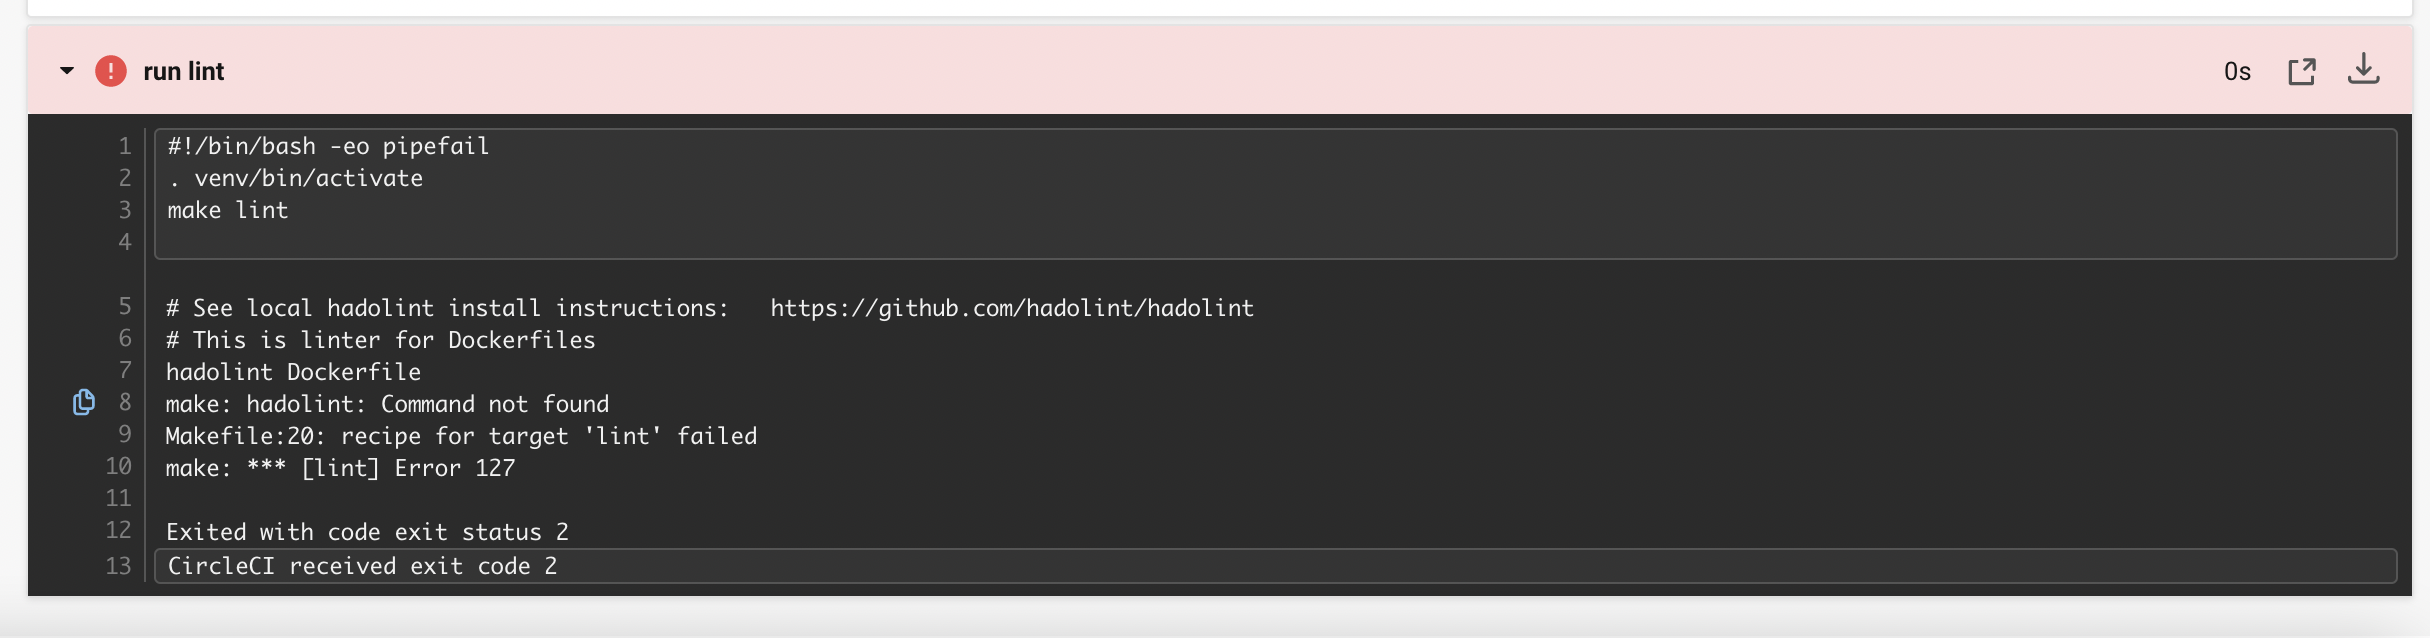 run lint
0s
1 #!/bin/bash -eo pipefail
2 . venv/bin/activate
3 make lint
4
5 # See local hadolint install instructions:   https://github.com/hadolint/hadolint
6 # This is linter for Dockerfiles
7 hadolint Dockerfile
8 make: hadolint: Command not found
9 Makefile:20: recipe for target 'lint' failed
10 make: *** [lint] Error 127
11
12 Exited with code exit status 2
13 CircleCI received exit code 2